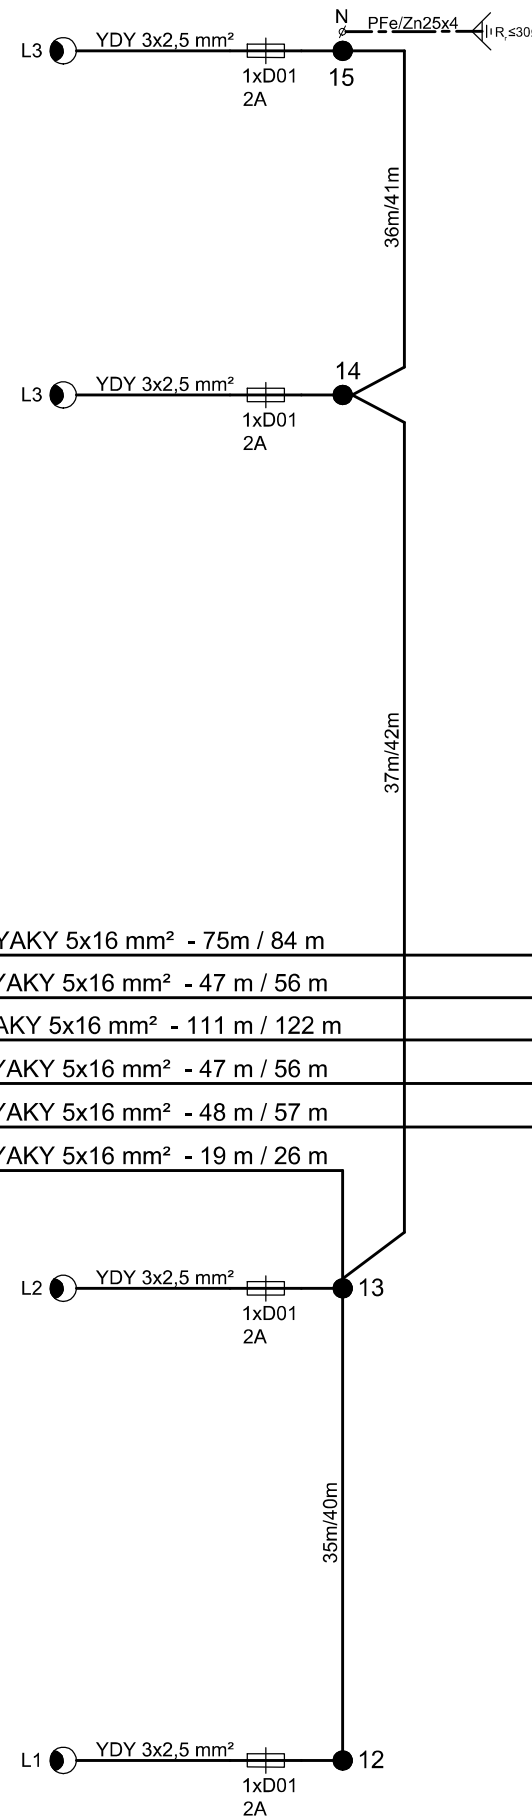 N
PFe/Zn25x4
L3
YDY 3x2,5 mm²
1xD01
2A
15
36m/41m
L3
YDY 3x2,5 mm²
1xD01
2A
14
37m/42m
YAKY 5x16 mm² - 75m / 84 m
YAKY 5x16 mm² - 47 m / 56 m
AKY 5x16 mm² - 111 m / 122 m
YAKY 5x16 mm² - 47 m / 56 m
YAKY 5x16 mm² - 48 m / 57 m
YAKY 5x16 mm² - 19 m / 26 m
L2
YDY 3x2,5 mm²
1xD01
2A
13
35m/40m
L1
YDY 3x2,5 mm²
1xD01
2A
12